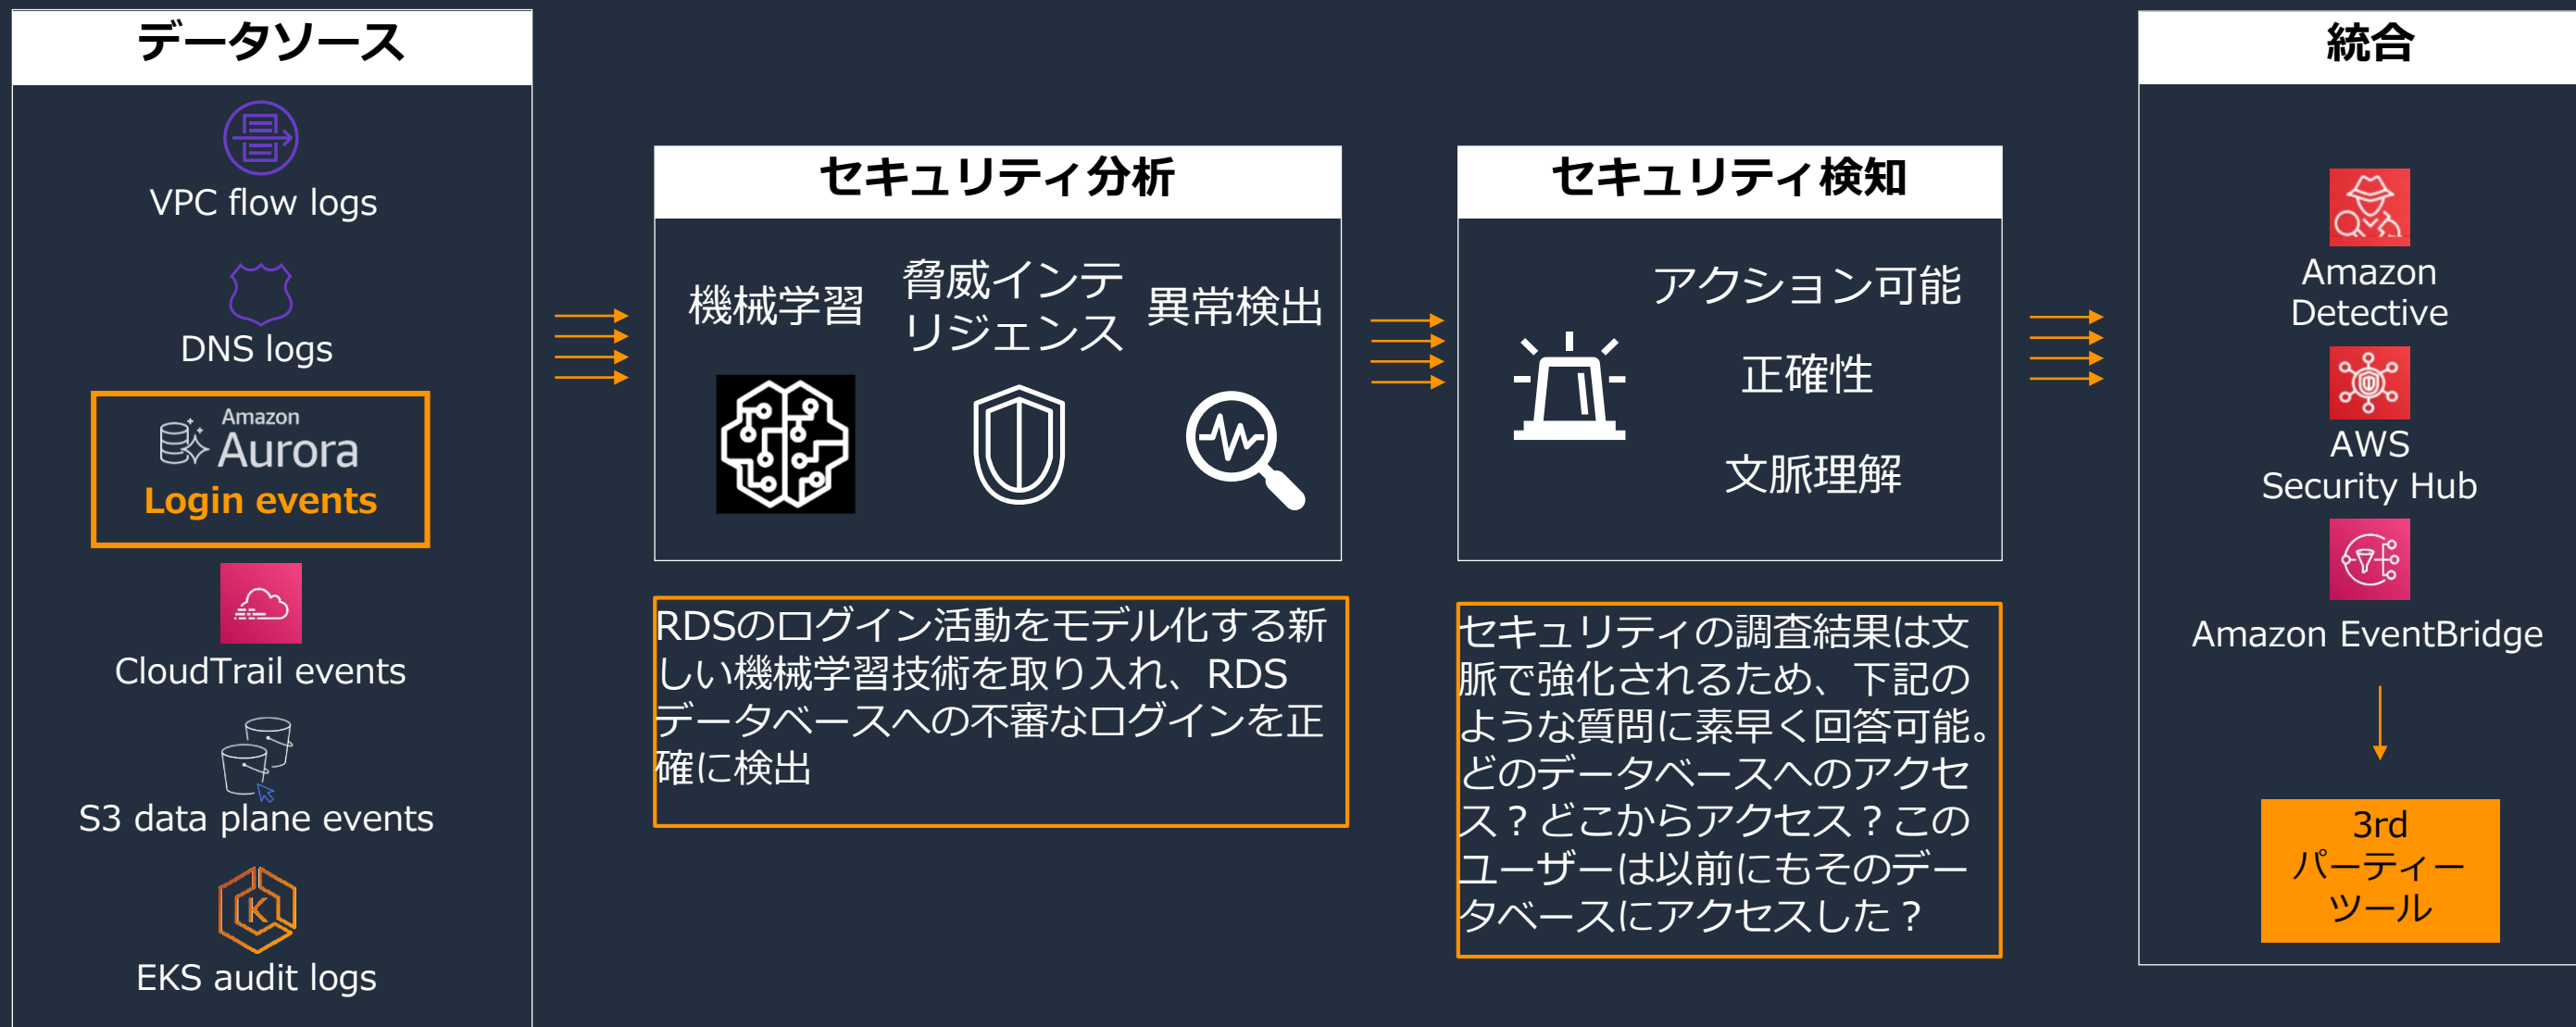 データソース
VPC flow logs
DNS logs
Amazon
Aurora
Login events
CloudTrail events
S3 data plane events
EKS audit logs
セキュリティ分析
機械学習
脅威インテ
リジェンス
異常検出
RDSのログイン活動をモデル化する新
しい機械学習技術を取り入れ、RDS
データベースへの不審なログインを正
確に検出
セキュリティ検知
アクション可能
正確性
文脈理解
セキュリティの調査結果は文
脈で強化されるため、下記の
ような質問に素早く回答可能。
どのデータベースへのアクセ
ス？どこからアクセス？この
ユーザーは以前にもそのデー
タベースにアクセスした？
統合
Amazon
Detective
AWS
Security Hub
Amazon EventBridge
3rd
パーティー
ツール